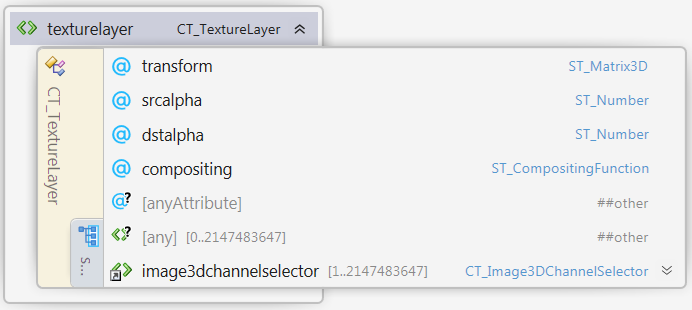 texturelayer CT_TextureLayer
CT_TextureLayer
transform ST_Matrix3D
srcalpha ST_Number
dstalpha ST_Number
compositing ST_CompositingFunction
[anyAttribute] ##other
[any] [0..2147483647] ##other
S...
image3dchannelselector [1..2147483647] CT_Image3DChannelSelector